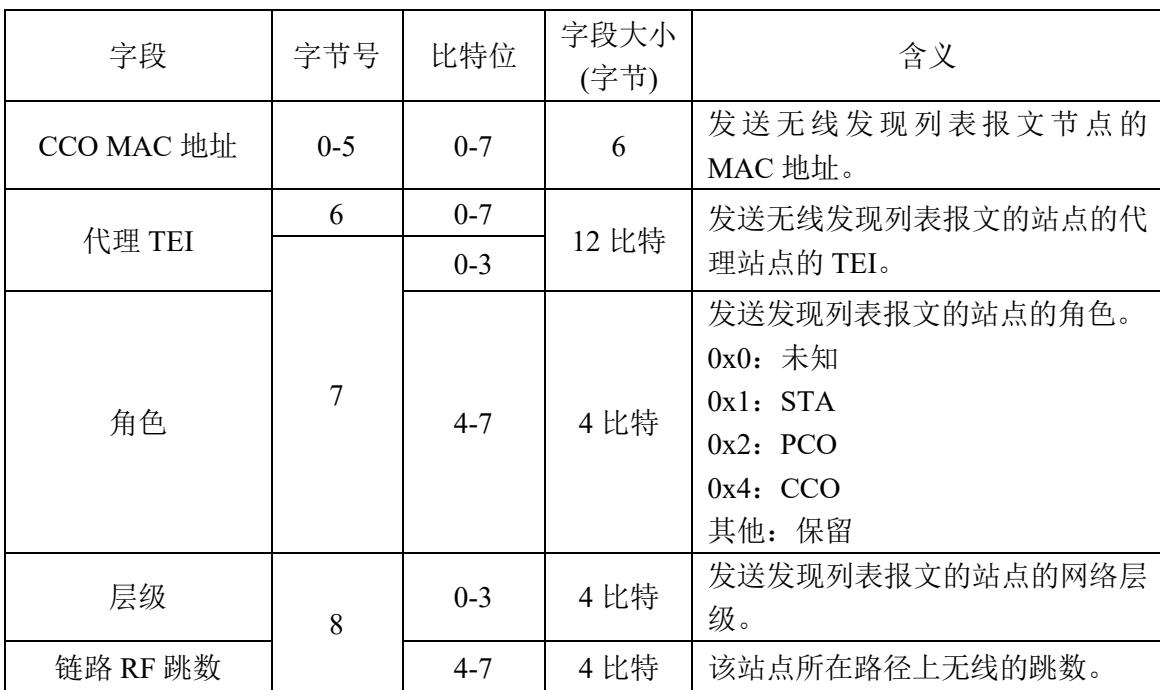 字段 字节号 比特位 字段大小(字节) 含义
CCO MAC 地址 0-5 0-7 6 发送无线发现列表报文节点的
MAC 地址。
代理 TEI 6 0-7 12 比特 发送无线发现列表报文的站点的代
理站点的 TEI。
7 0-3
角色 4-7 4 比特 发送发现列表报文的站点的角色。
0x0：未知
0x1：STA
0x2：PCO
0x4：CCO
其他：保留
层级 8 0-3 4 比特 发送发现列表报文的站点的网络层
级。
链路 RF 跳数 4-7 4 比特 该站点所在路径上无线的跳数。